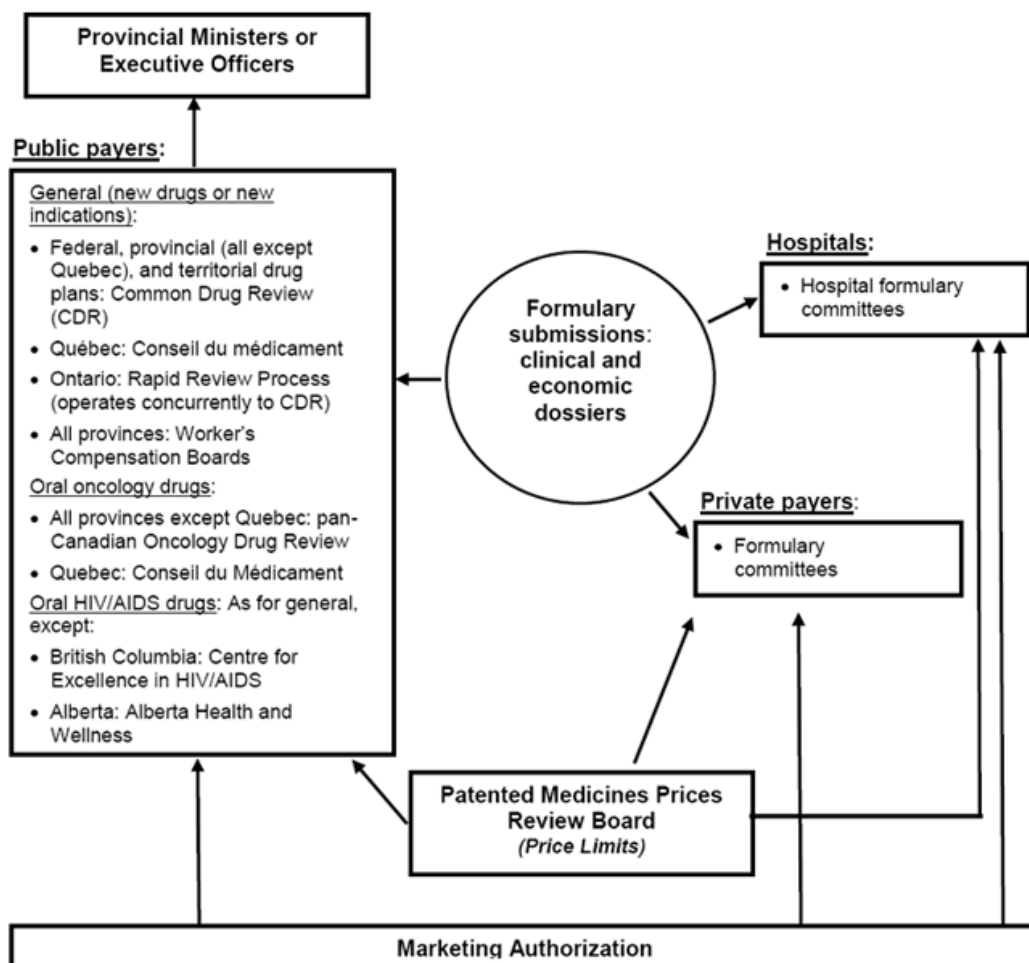 Provincial Ministers or
Executive Officers
Public payers:
General (new drugs or new
indications):
• Federal, provincial (all except
Quebec), and territorial drug
plans: Common Drug Review
(CDR)
• Québec: Conseil du médicament
• Ontario: Rapid Review Process
(operates concurrently to CDR)
• All provinces: Worker's
Compensation Boards
Oral oncology drugs:
• All provinces except Quebec: pan-
Canadian Oncology Drug Review
• Quebec: Conseil du Médicament
Oral HIV/AIDS drugs: As for general,
except:
• British Columbia: Centre for
Excellence in HIV/AIDS
• Alberta: Alberta Health and
Wellness
Formulary
submissions:
clinical and
economic
dossiers
Hospitals:
• Hospital formulary
committees
Private payers:
• Formulary
committees
Patented Medicines Prices
Review Board
(Price Limits)
Marketing Authorization